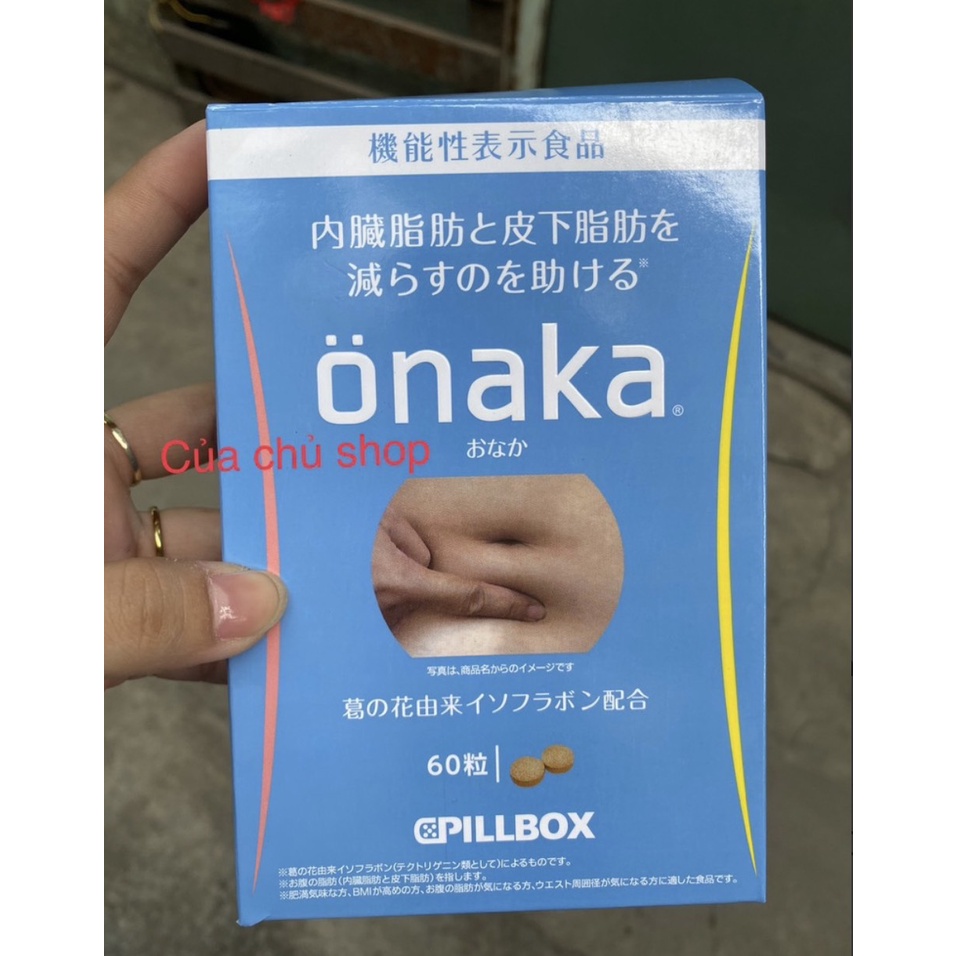 機能性表示食品
内臓脂肪と皮下脂肪を
減らすのを助ける※
önaka®
おなか
Của chủ shop
写真は、商品名からのイメージです
葛の花由来イソフラボン配合
60粒
PILLBOX
※葛の花由来イソフラボン(テクトリゲニン類として)によるものです。
※お腹の脂肪(内臓脂肪と皮下脂肪)を指します。
※肥満気味な方、BMIが高めの方、お腹の脂肪が気になる方、ウエスト周囲径が気になる方に適した食品です。